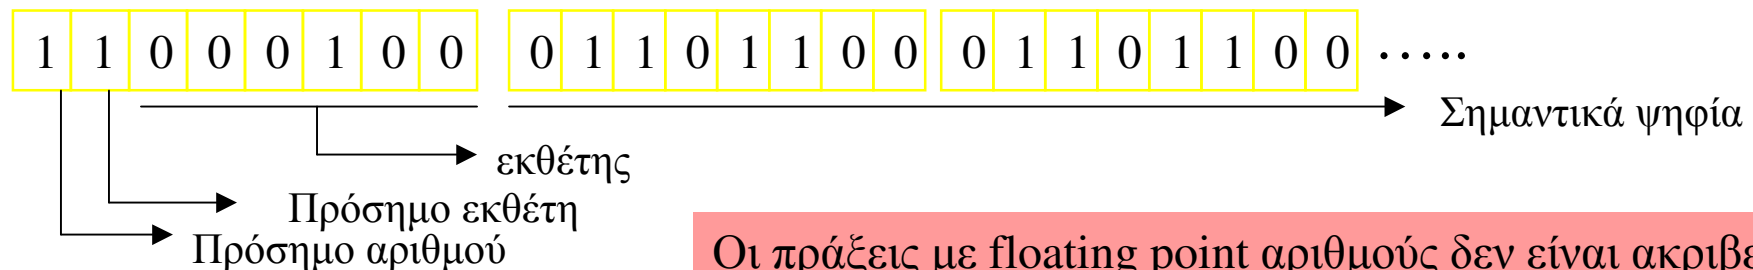 1 1 0 0 0 1 0 0 0 1 1 0 1 1 0 0 0 1 1 0 1 1 0 0 .....
Σημαντικά ψηφία
εκθέτης
Πρόσημο εκθέτη
Πρόσημο αριθμού
Οι πράξεις με floating point αριθμούς δεν είναι